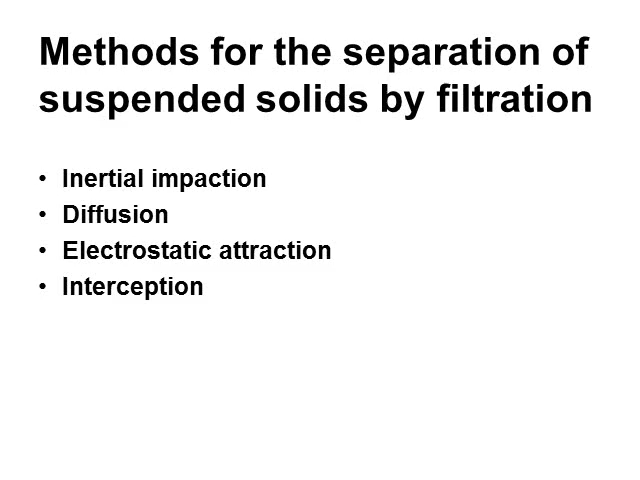 Methods for the separation of
suspended solids by filtration
• Inertial impaction
• Diffusion
• Electrostatic attraction
• Interception